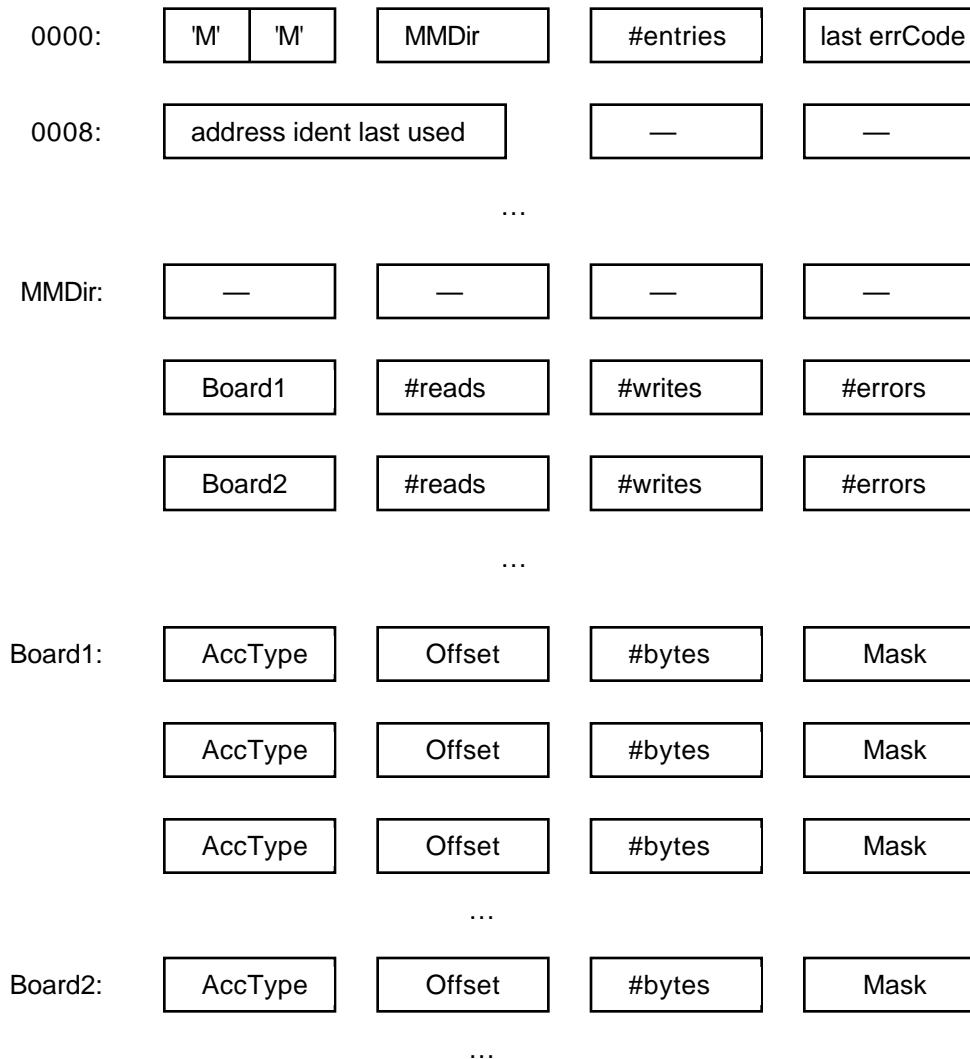 0000: 'M' 'M' MMDir #entries last errCode
0008: address ident last used — —
…
MMDir: — — — —
Board1 #reads #writes #errors
Board2 #reads #writes #errors
…
Board1: AccType Offset #bytes Mask
AccType Offset #bytes Mask
AccType Offset #bytes Mask
…
Board2: AccType Offset #bytes Mask
…